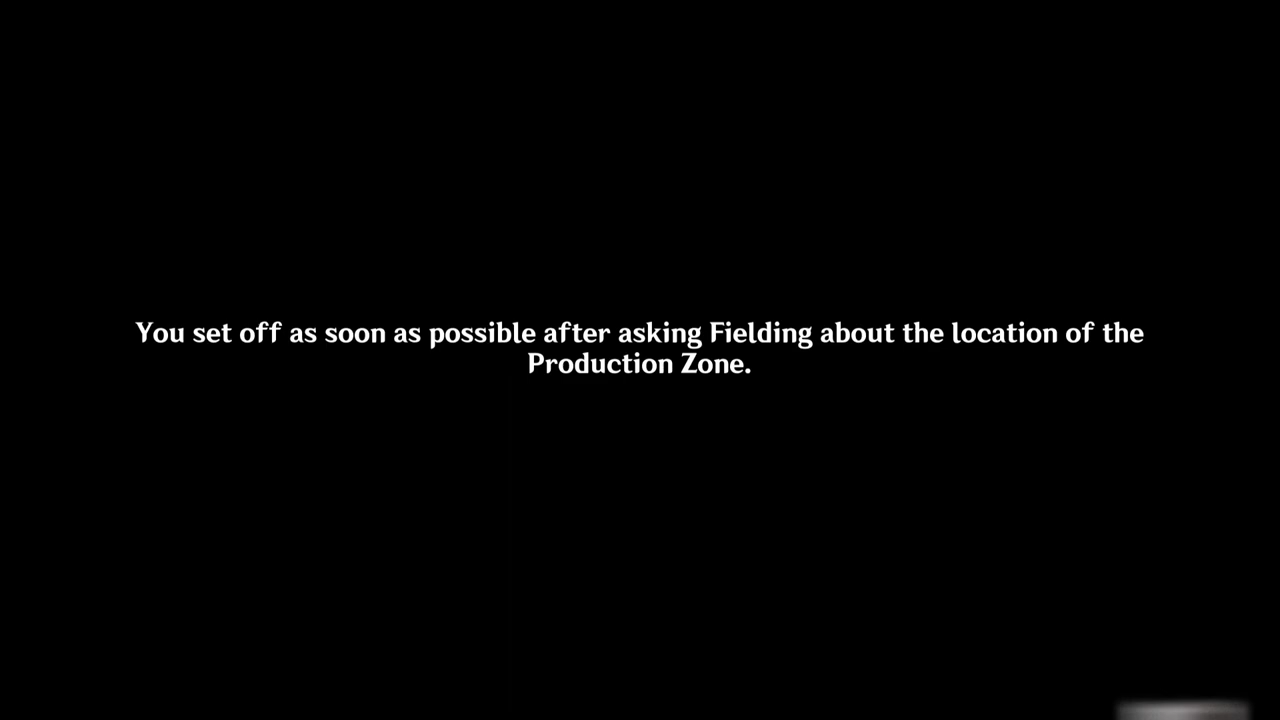 You set off as soon as possible after asking Fielding about the location of the
Production Zone.